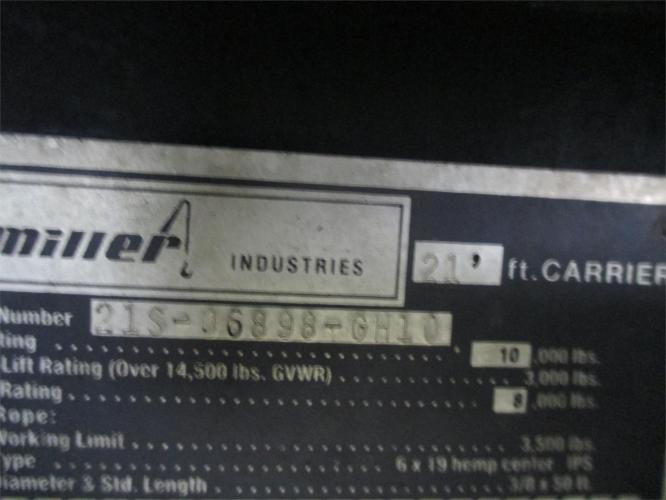 miller INDUSTRIES 21' ft. CARRIER
Number 21S-06898-GH10
ting 10 ,000 lbs.
Lift Rating (Over 14,500 lbs. GVWR) 3,000 lbs.
Rating 8 ,000 lbs.
Rope:
Working Limit 3,500 lbs.
Type 6 x 19 hemp center IPS
Diameter & Std. Length 3/8 x 50 ft.